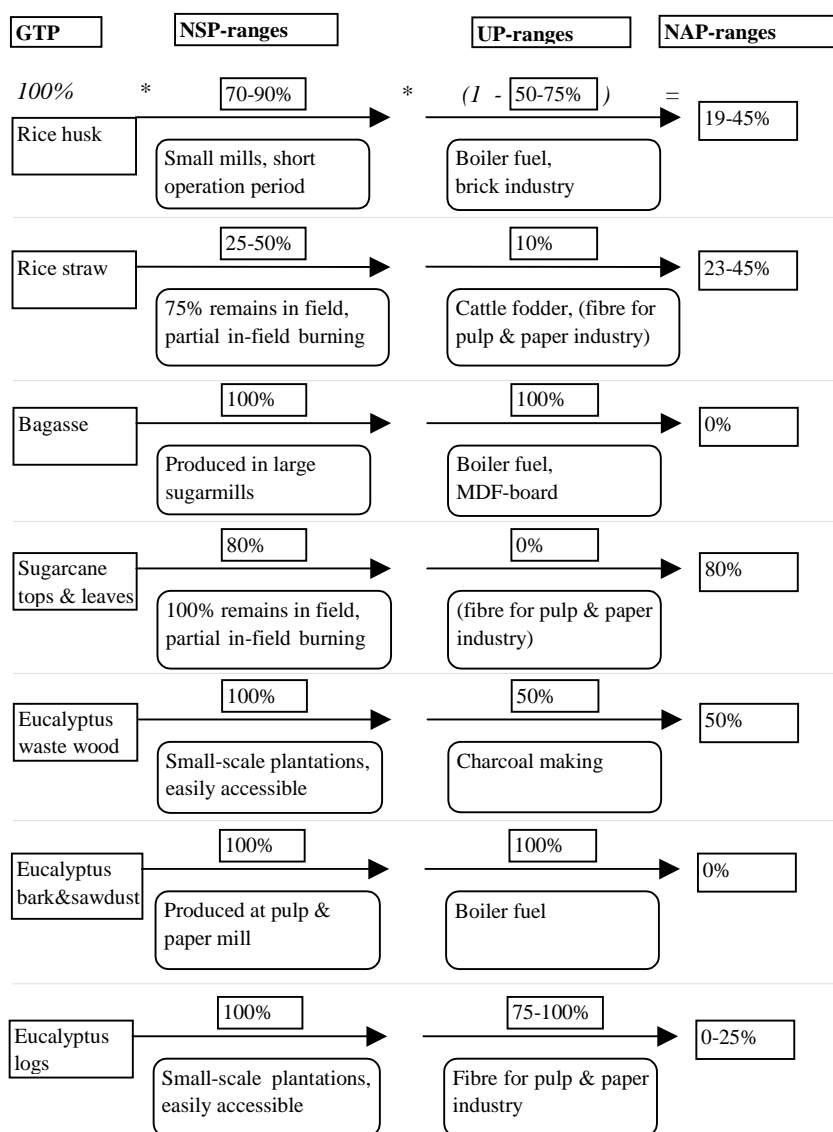 GTP NSP-ranges UP-ranges NAP-ranges
100% * 70-90% * (1 - 50-75% ) = 19-45%
Rice husk
Small mills, short
operation period
Boiler fuel,
brick industry
25-50% 10%
Rice straw 23-45%
75% remains in field,
partial in-field burning
Cattle fodder, (fibre for
pulp & paper industry)
100% 100%
Bagasse 0%
Produced in large
sugarmills
Boiler fuel,
MDF-board
80% 0%
Sugarcane
tops & leaves
80%
100% remains in field,
partial in-field burning
(fibre for pulp & paper
industry)
100% 50%
Eucalyptus
waste wood
50%
Small-scale plantations,
easily accessible
Charcoal making
100% 100%
Eucalyptus
bark&sawdust
0%
Produced at pulp &
paper mill
Boiler fuel
100% 75-100%
Eucalyptus
logs
0-25%
Small-scale plantations,
easily accessible
Fibre for pulp & paper
industry